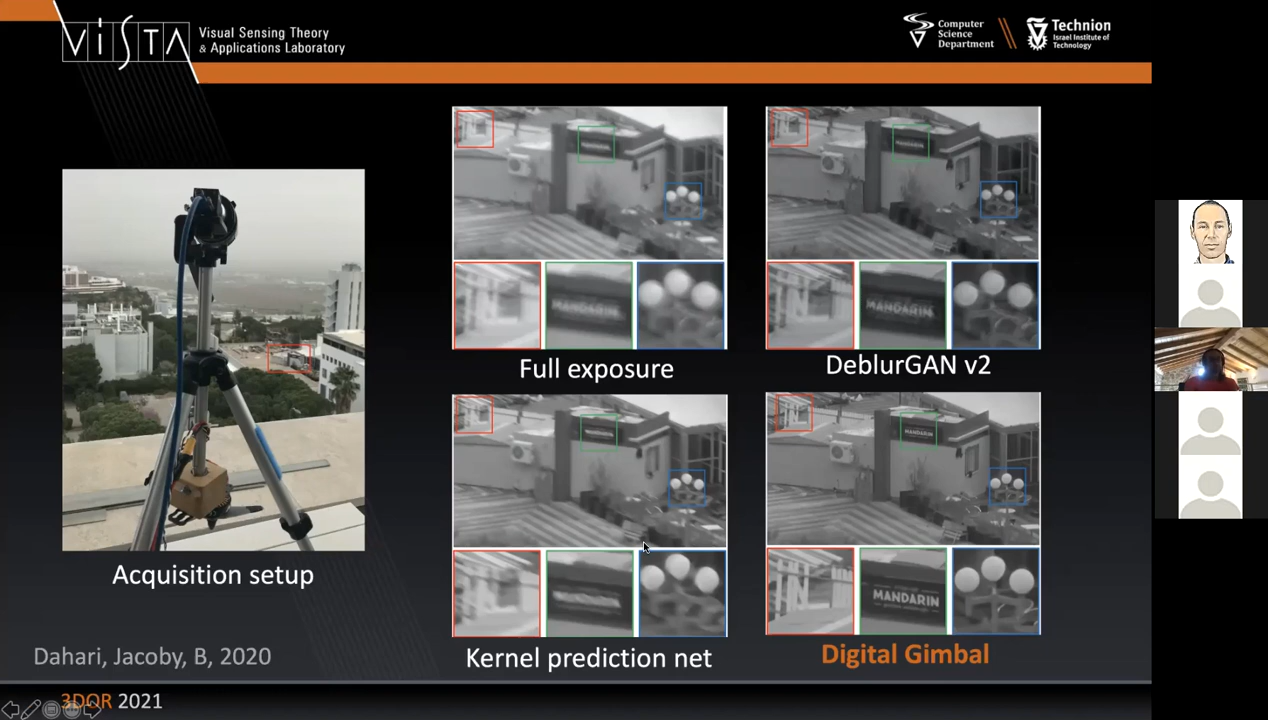 ViSTA
Visual Sensing Theory
& Applications Laboratory
Computer
Science
Department
Technion
Israel Institute of
Technology
MANDARIN
MANDARIN
Full exposure
DeblurGAN v2
MANDARIN
MANDARIN
Acquisition setup
Kernel prediction net
Digital Gimbal
Dahari, Jacoby, B, 2020
3DOR 2021